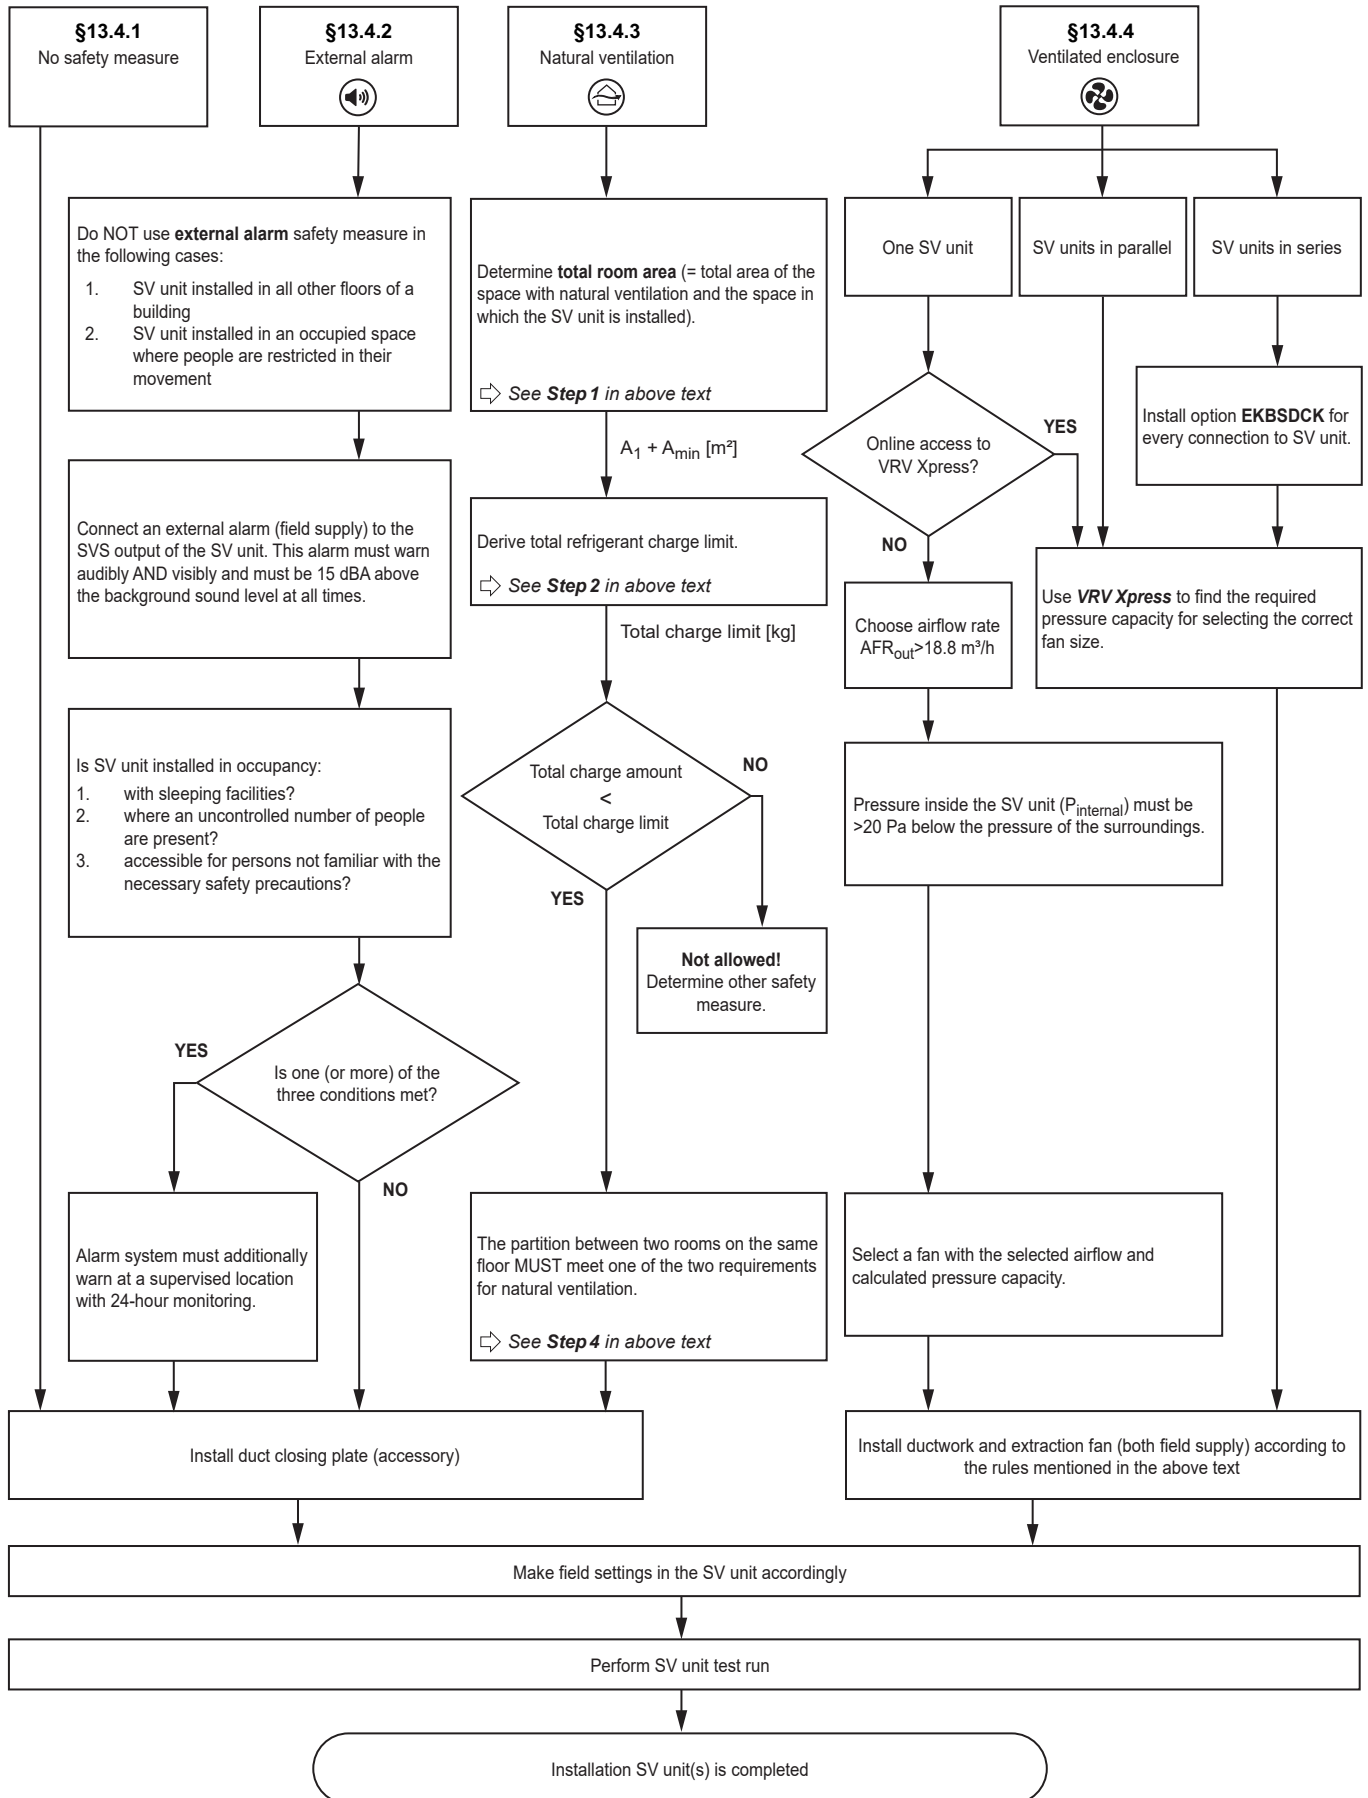 §13.4.1
No safety measure
§13.4.2
External alarm
§13.4.3
Natural ventilation
§13.4.4
Ventilated enclosure
Do NOT use external alarm safety measure in
the following cases:
1. SV unit installed in all other floors of a
building
2. SV unit installed in an occupied space
where people are restricted in their
movement
Connect an external alarm (field supply) to the
SVS output of the SV unit. This alarm must warn
audibly AND visibly and must be 15 dBA above
the background sound level at all times.
Is SV unit installed in occupancy:
1. with sleeping facilities?
2. where an uncontrolled number of people
are present?
3. accessible for persons not familiar with the
necessary safety precautions?
Is one (or more) of the
three conditions met?
YES
NO
Alarm system must additionally
warn at a supervised location
with 24-hour monitoring.
Determine total room area (= total area of the
space with natural ventilation and the space in
which the SV unit is installed).
See Step 1 in above text
A1 + Amin [m²]
Derive total refrigerant charge limit.
See Step 2 in above text
Total charge limit [kg]
Total charge amount
<
Total charge limit
NO
YES
Not allowed!
Determine other safety
measure.
The partition between two rooms on the same
floor MUST meet one of the two requirements
for natural ventilation.
See Step 4 in above text
One SV unit
SV units in parallel
SV units in series
Online access to
VRV Xpress?
YES
NO
Install option EKBSDCK for
every connection to SV unit.
Choose airflow rate
AFRout>18.8 m³/h
Use VRV Xpress to find the required
pressure capacity for selecting the correct
fan size.
Pressure inside the SV unit (Pinternal) must be
>20 Pa below the pressure of the surroundings.
Select a fan with the selected airflow and
calculated pressure capacity.
Install duct closing plate (accessory)
Install ductwork and extraction fan (both field supply) according to
the rules mentioned in the above text
Make field settings in the SV unit accordingly
Perform SV unit test run
Installation SV unit(s) is completed